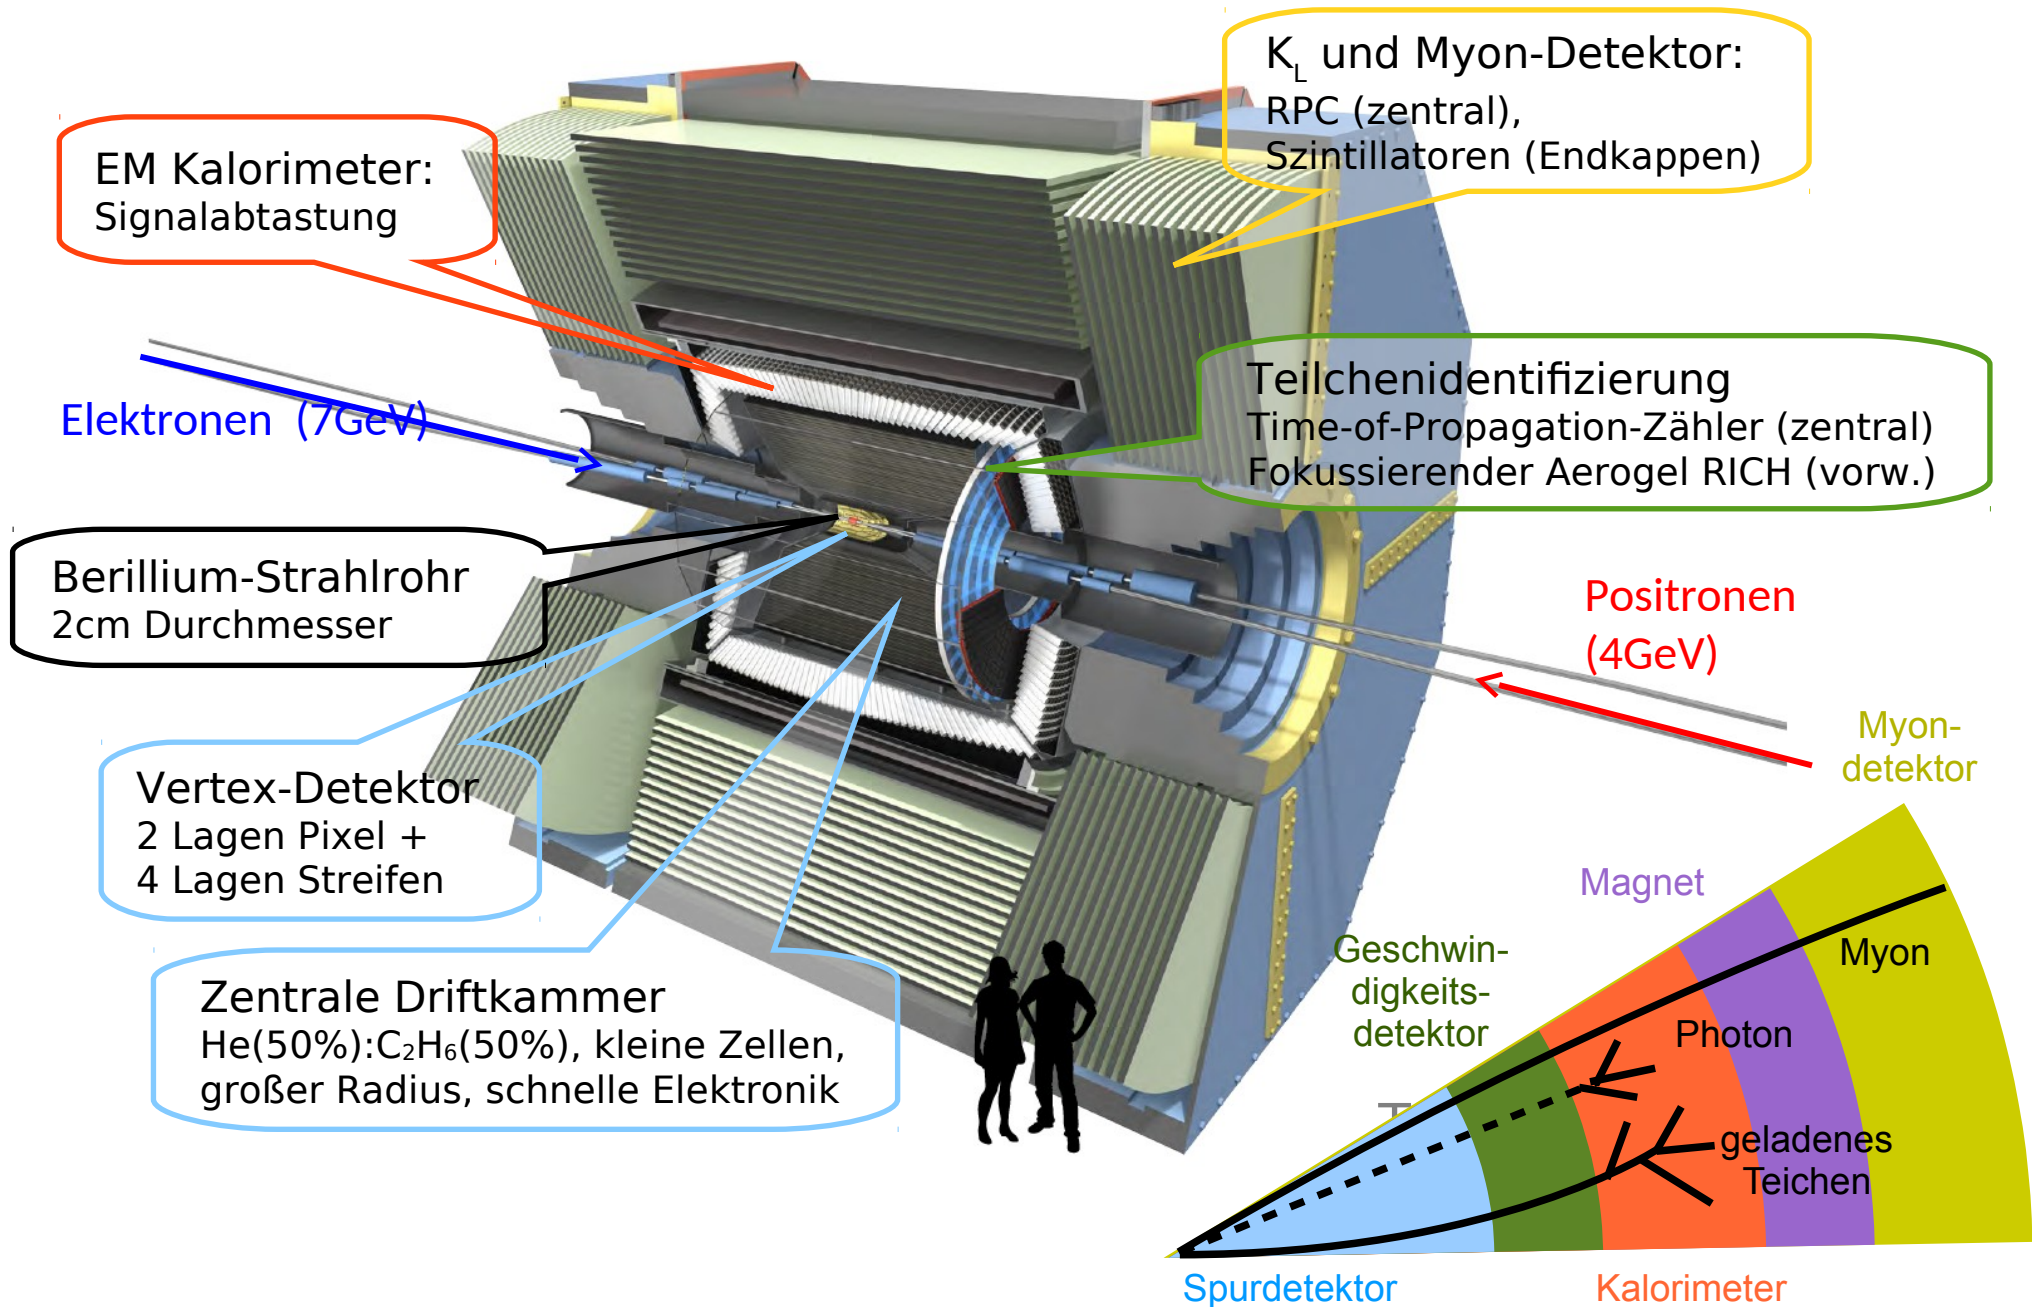 K_L und Myon-Detektor:
RPC (zentral),
Szintillatoren (Endkappen)
EM Kalorimeter:
Signalabtastung
Teilchenidentifizierung
Time-of-Propagation-Zähler (zentral)
Fokussierender Aerogel RICH (vorw.)
Elektronen (7GeV)
Berillium-Strahlrohr
2cm Durchmesser
Positronen
(4GeV)
Vertex-Detektor
2 Lagen Pixel +
4 Lagen Streifen
Zentrale Driftkammer
He(50%):C₂H₆(50%), kleine Zellen,
großer Radius, schnelle Elektronik
Myon-
detektor
Magnet
Geschwin-
digkeits-
detektor
Myon
Photon
geladenes
Teichen
Spurdetektor
Kalorimeter